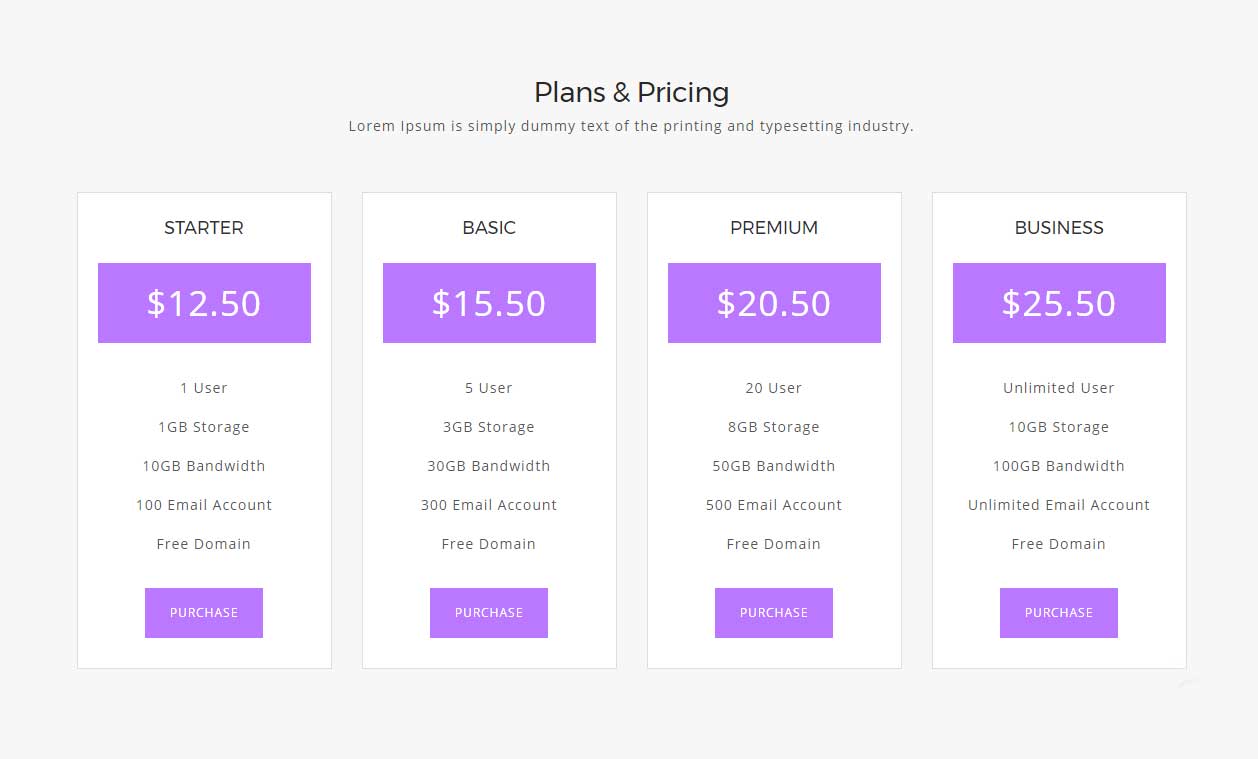 Plans & Pricing
Lorem Ipsum is simply dummy text of the printing and typesetting industry.
STARTER
$12.50
1 User
1GB Storage
10GB Bandwidth
100 Email Account
Free Domain
PURCHASE
BASIC
$15.50
5 User
3GB Storage
30GB Bandwidth
300 Email Account
Free Domain
PURCHASE
PREMIUM
$20.50
20 User
8GB Storage
50GB Bandwidth
500 Email Account
Free Domain
PURCHASE
BUSINESS
$25.50
Unlimited User
10GB Storage
100GB Bandwidth
Unlimited Email Account
Free Domain
PURCHASE